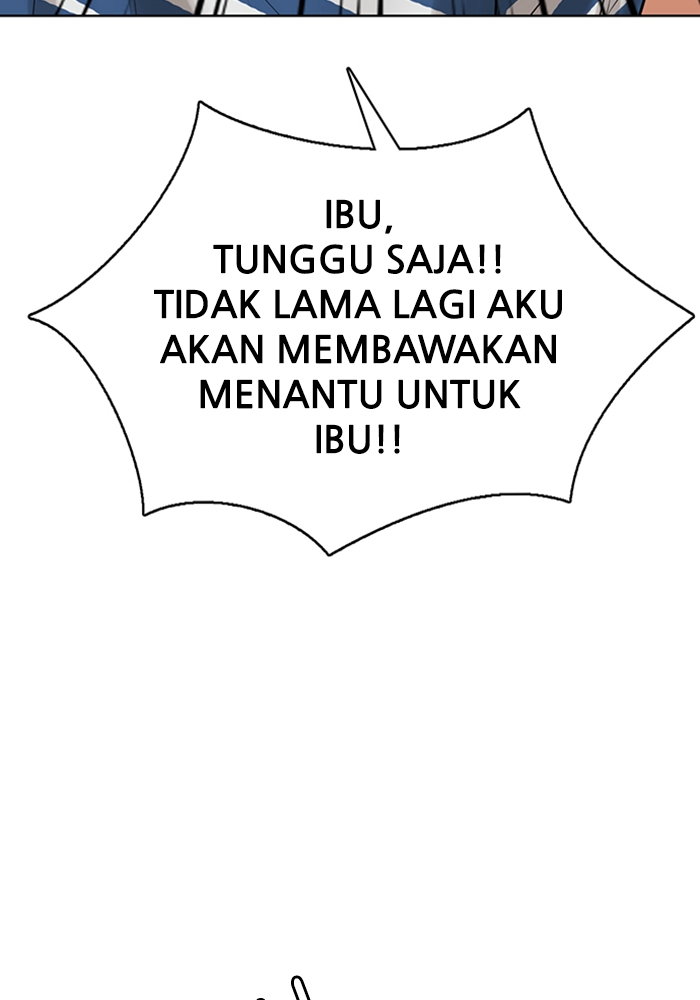 IBU,
TUNGGU SAJA!!
TIDAK LAMA LAGI AKU
AKAN MEMBAWAKAN
MENANTU UNTUK
IBU!!